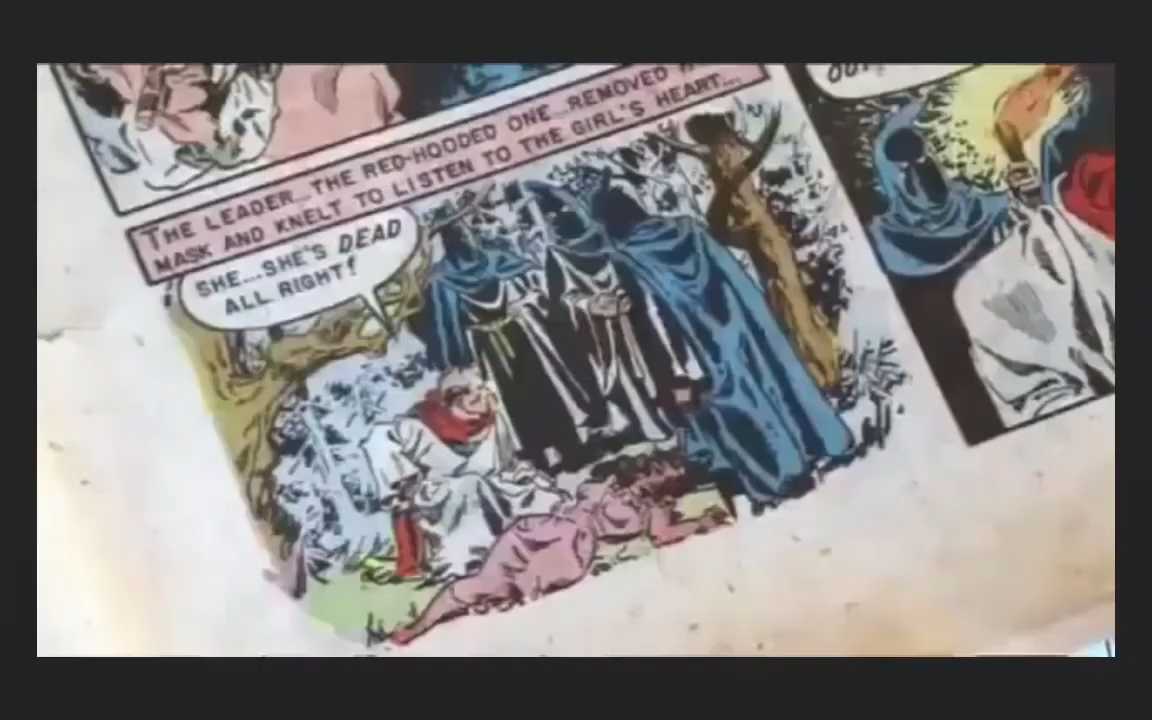 THE LEADER...THE RED-HOODED ONE...REMOVED
MASK AND KNELT TO LISTEN TO THE GIRL'S HEART...
SHE...SHE'S DEAD
ALL RIGHT!